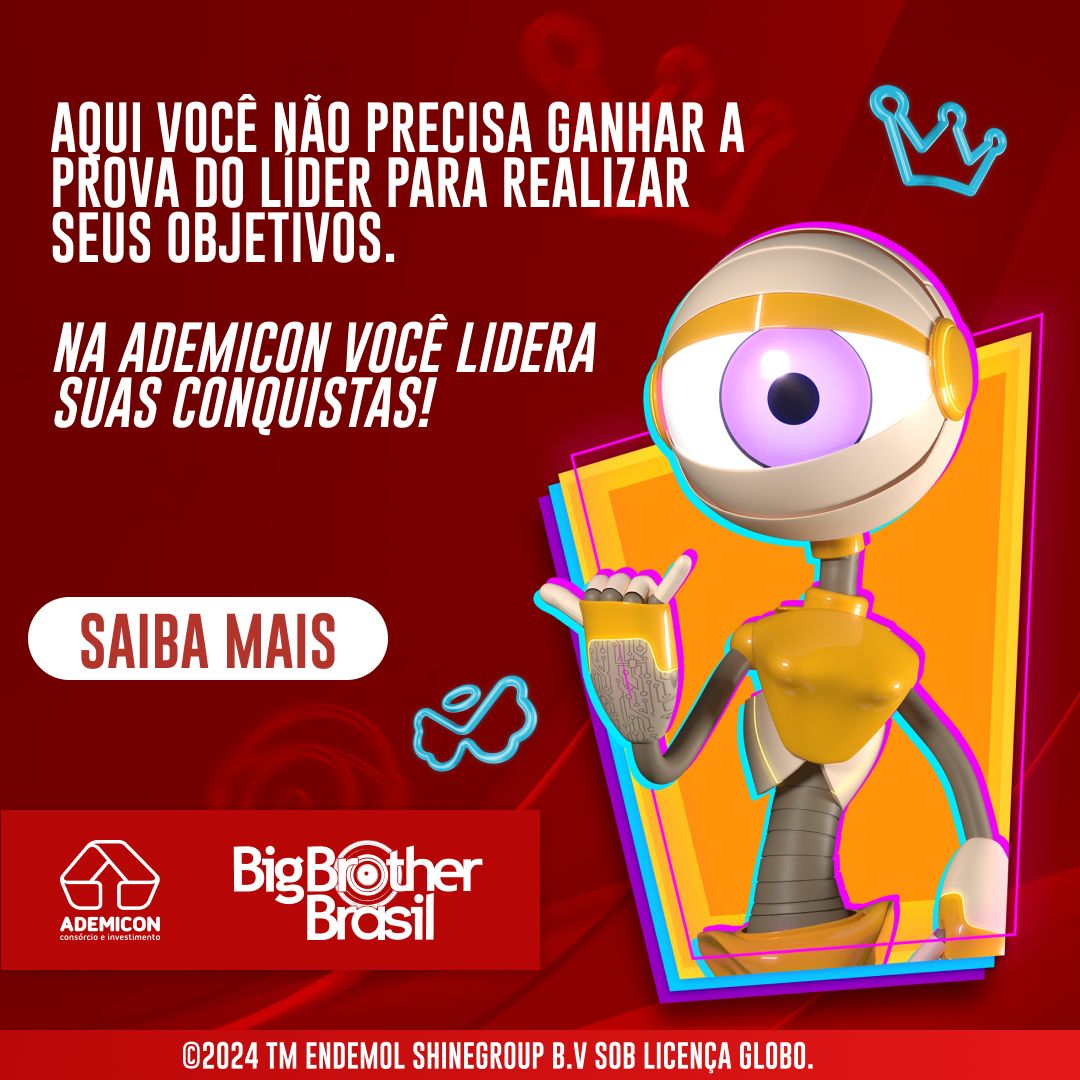 AQUI VOCÊ NÃO PRECISA GANHAR A
PROVA DO LÍDER PARA REALIZAR
SEUS OBJETIVOS.
NA ADEMICON VOCÊ LIDERA
SUAS CONQUISTAS!
SAIBA MAIS
ADEMICON
consórcio e investimento
Big Brother
Brasil
©2024 TM ENDEMOL SHINEGROUP B.V SOB LICENÇA GLOBO.